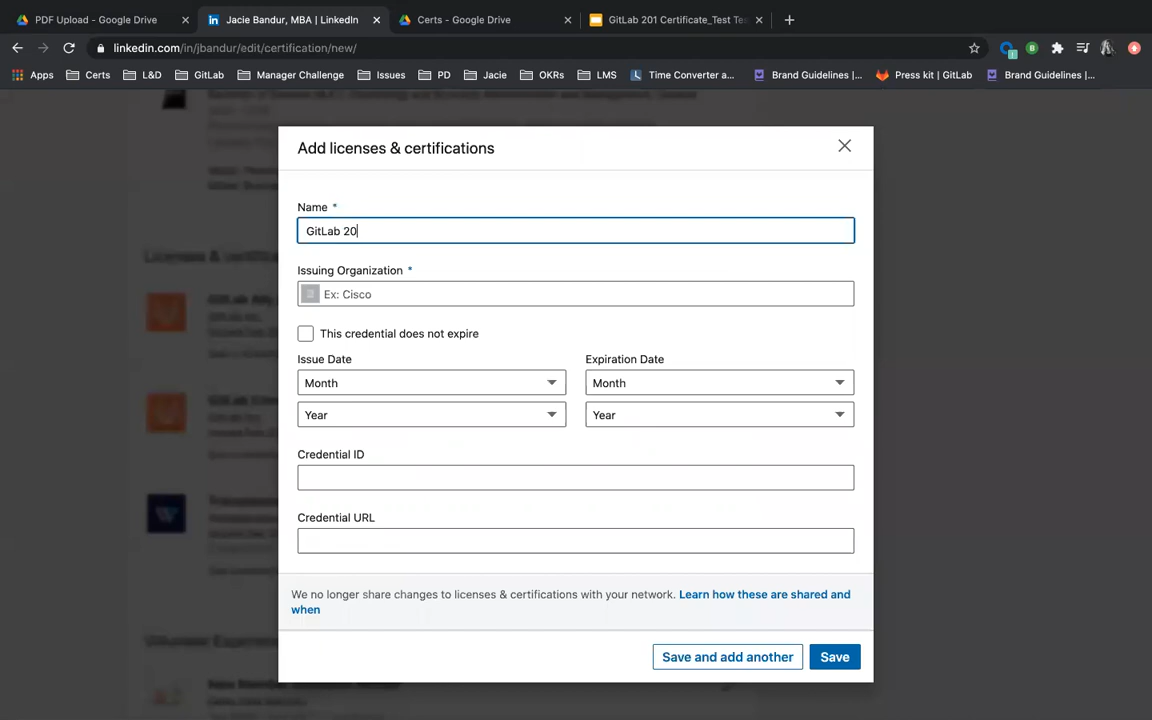 PDF Upload - Google Drive
Jacie Bandur, MBA | LinkedIn
Certs - Google Drive
GitLab 201 Certificate_Test Te
linkedin.com/in/jbandur/edit/certification/new/
Apps
Certs
L&D
GitLab
Manager Challenge
Issues
PD
Jacie
OKRs
LMS
Time Converter a...
Brand Guidelines |...
Press kit | GitLab
Brand Guidelines |...
Add licenses & certifications
Name *
GitLab 20
Issuing Organization *
Ex: Cisco
This credential does not expire
Issue Date
Expiration Date
Month
Month
Year
Year
Credential ID
Credential URL
We no longer share changes to licenses & certifications with your network. Learn how these are shared and
when
Save and add another
Save